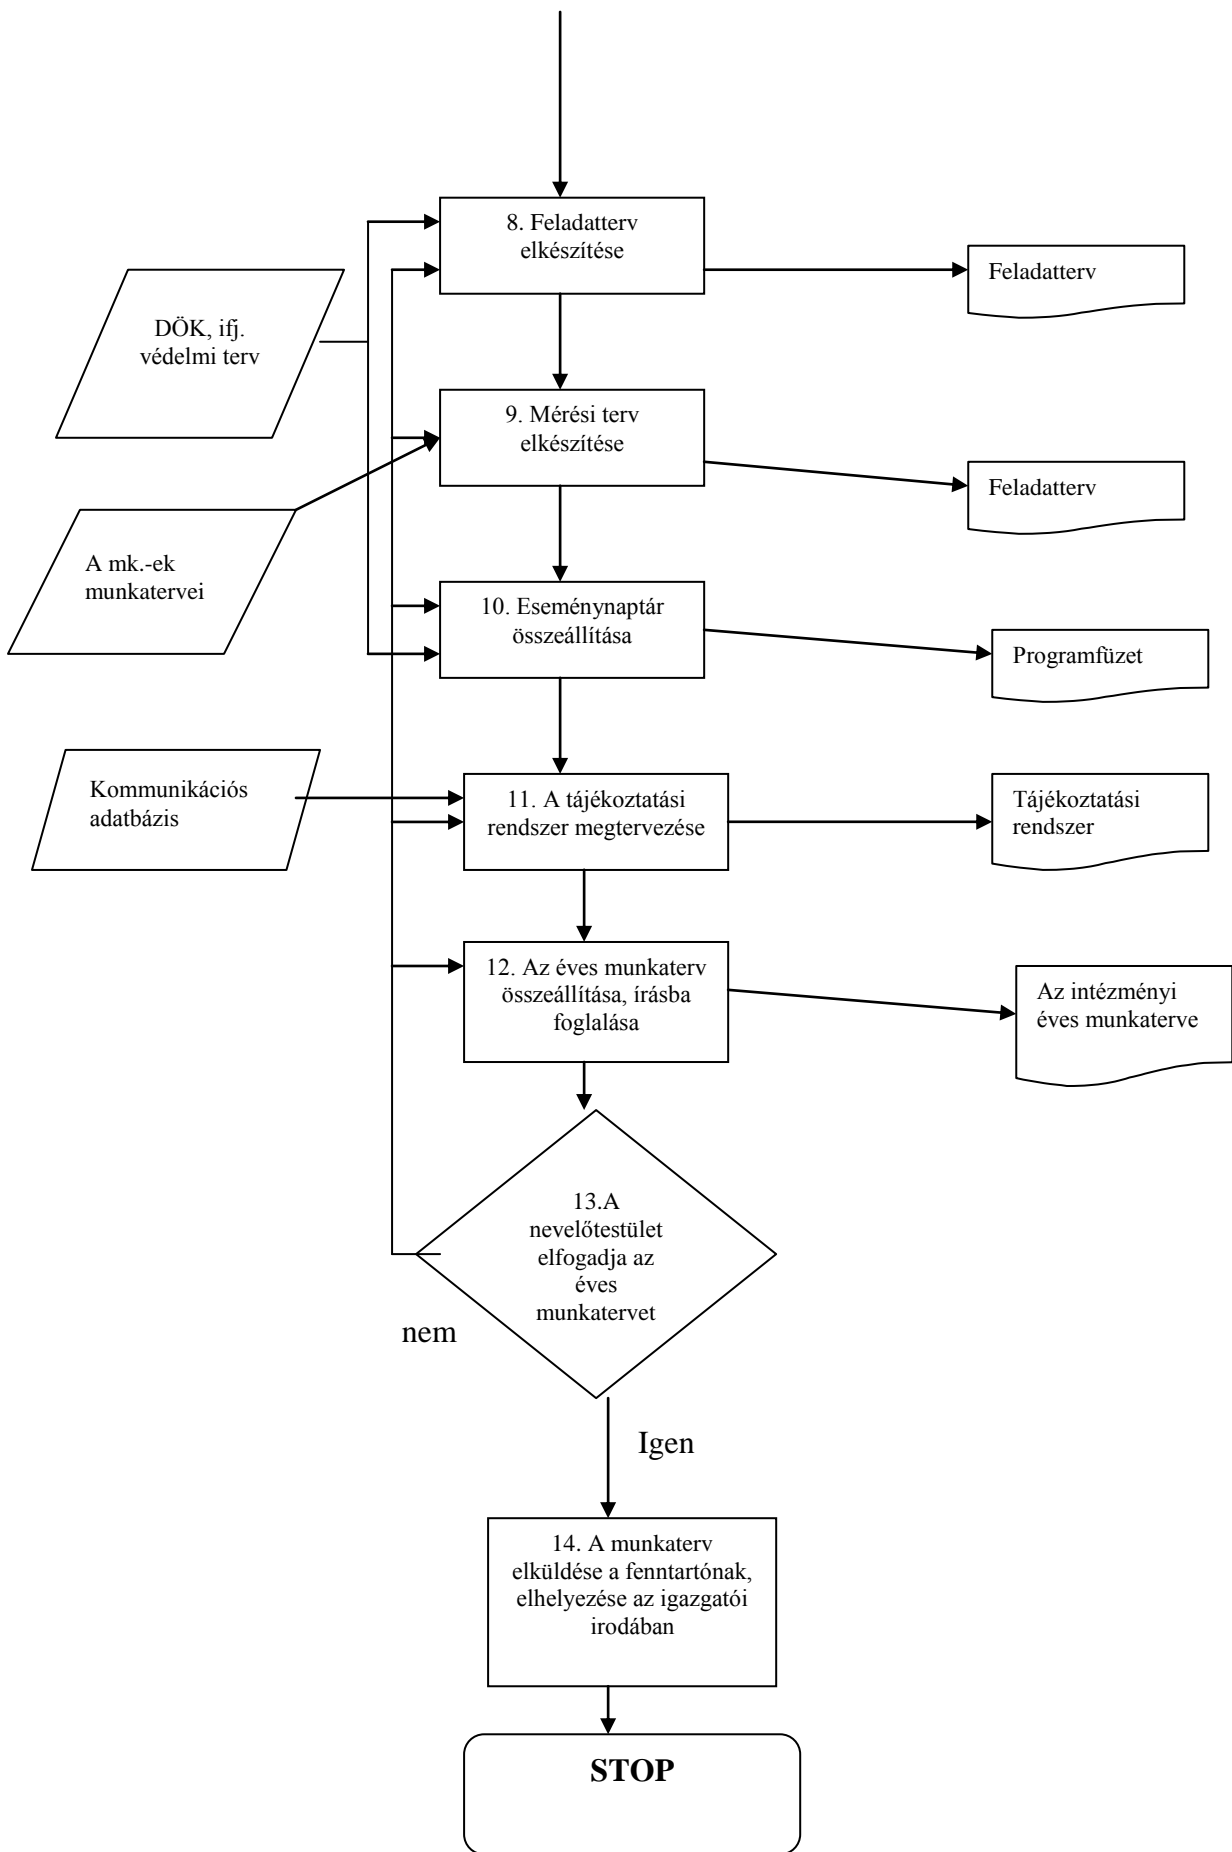 8. Feladatterv
elkészítése
Feladatterv
DÖK, ifj.
védelmi terv
9. Mérési terv
elkészítése
Feladatterv
A mk.-ek
munkatervei
10. Eseménynaptár
összeállítása
Programfüzet
Kommunikációs
adatbázis
11. A tájékoztatási
rendszer megtervezése
Tájékoztatási
rendszer
12. Az éves munkaterv
összeállítása, írásba
foglalása
Az intézményi
éves munkaterve
13.A
nevelőtestület
elfogadja az
éves
munkatervet
nem
Igen
14. A munkaterv
elküldése a fenntartónak,
elhelyezése az igazgatói
irodában
STOP